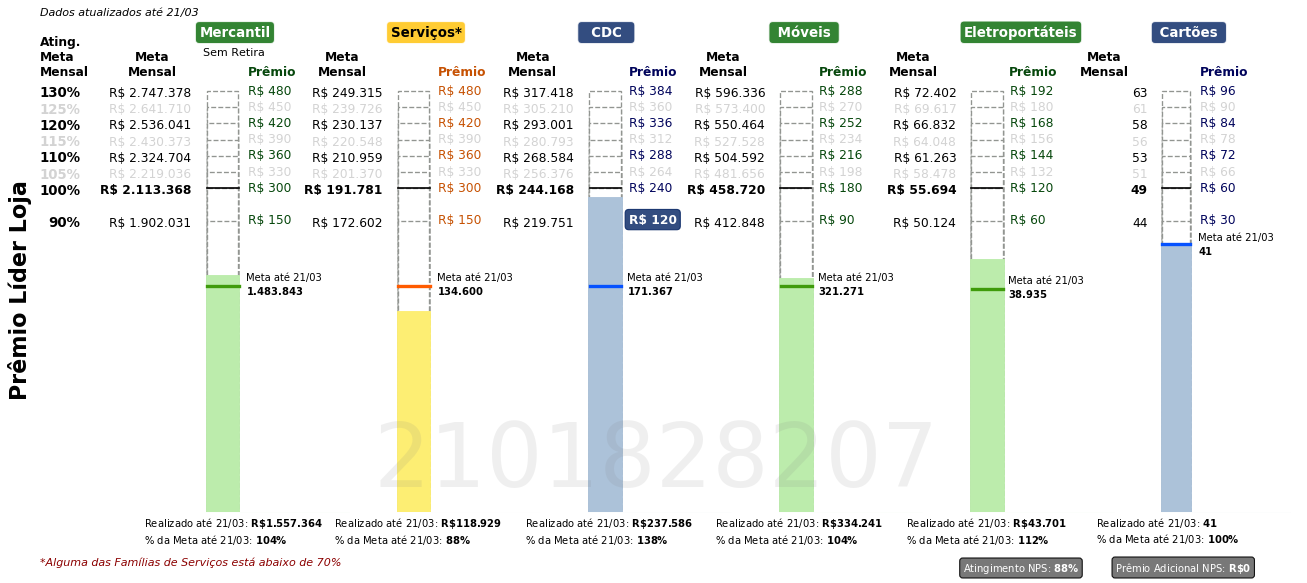 Dados atualizados até 21/03
Mercantil Serviços* CDC Móveis Eletroportáteis Cartões
Sem Retira
Ating. Meta Mensal Meta Mensal Prêmio Meta Mensal Prêmio Meta Mensal Prêmio Meta Mensal Prêmio Meta Mensal Prêmio Meta Mensal Prêmio
130% R$ 2.747.378 R$ 480 R$ 249.315 R$ 480 R$ 317.418 R$ 384 R$ 596.336 R$ 288 R$ 72.402 R$ 192 63 R$ 96
125% R$ 2.641.710 R$ 450 R$ 239.726 R$ 450 R$ 305.210 R$ 360 R$ 573.400 R$ 270 R$ 69.617 R$ 180 61 R$ 90
120% R$ 2.536.041 R$ 420 R$ 230.137 R$ 420 R$ 293.001 R$ 336 R$ 550.464 R$ 252 R$ 66.832 R$ 168 58 R$ 84
115% R$ 2.430.373 R$ 390 R$ 220.548 R$ 390 R$ 280.793 R$ 312 R$ 527.528 R$ 234 R$ 64.048 R$ 156 56 R$ 78
110% R$ 2.324.704 R$ 360 R$ 210.959 R$ 360 R$ 268.584 R$ 288 R$ 504.592 R$ 216 R$ 61.263 R$ 144 53 R$ 72
105% R$ 2.219.036 R$ 330 R$ 201.370 R$ 330 R$ 256.376 R$ 264 R$ 481.656 R$ 198 R$ 58.478 R$ 132 51 R$ 66
100% R$ 2.113.368 R$ 300 R$ 191.781 R$ 300 R$ 244.168 R$ 240 R$ 458.720 R$ 180 R$ 55.694 R$ 120 49 R$ 60
90% R$ 1.902.031 R$ 150 R$ 172.602 R$ 150 R$ 219.751 R$ 120 R$ 412.848 R$ 90 R$ 50.124 R$ 60 44 R$ 30
Meta até 21/03 1.483.843 Meta até 21/03 134.600 Meta até 21/03 171.367 Meta até 21/03 321.271 Meta até 21/03 38.935 Meta até 21/03 41
Prêmio Líder Loja
2101828207
Realizado até 21/03: R$1.557.364 Realizado até 21/03: R$118.929 Realizado até 21/03: R$237.586 Realizado até 21/03: R$334.241 Realizado até 21/03: R$43.701 Realizado até 21/03: 41
% da Meta até 21/03: 104% % da Meta até 21/03: 88% % da Meta até 21/03: 138% % da Meta até 21/03: 104% % da Meta até 21/03: 112% % da Meta até 21/03: 100%
*Alguma das Famílias de Serviços está abaixo de 70% Atingimento NPS: 88% Prêmio Adicional NPS: R$0